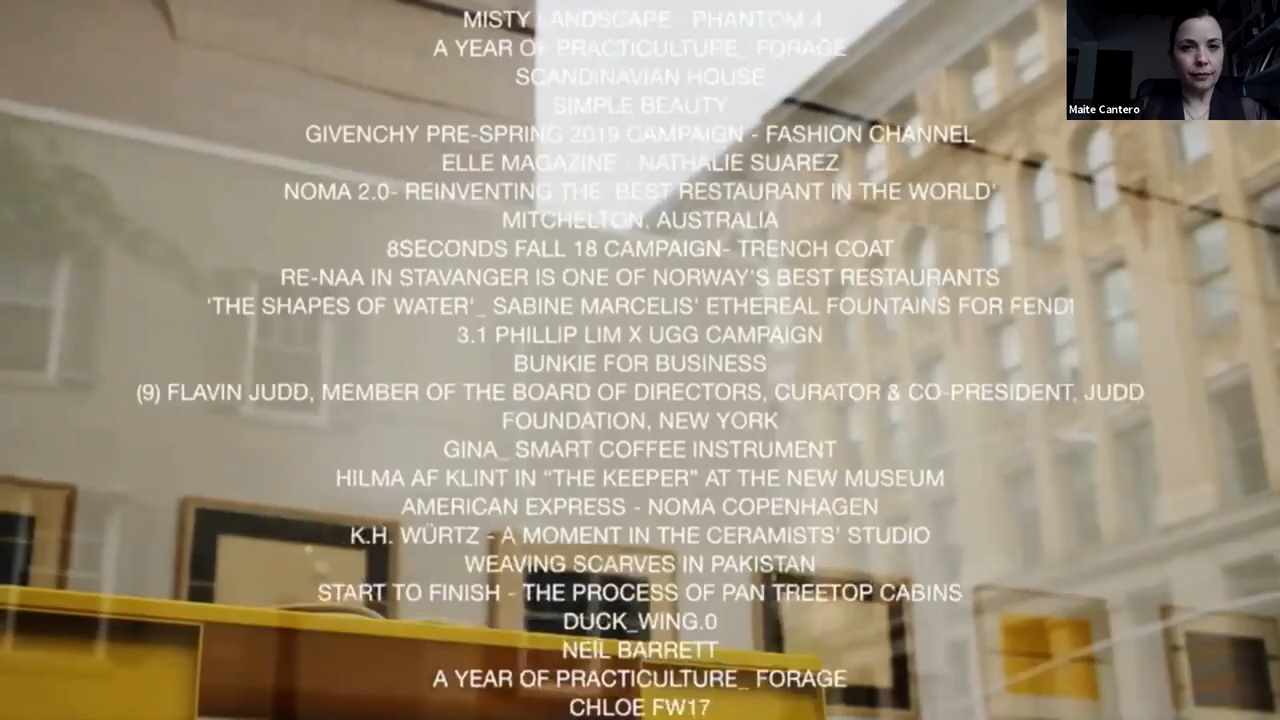 MISTY LANDSCAPE - PHANTOM 4
A YEAR OF PRACTICULTURE_ FORAGE
SCANDINAVIAN HOUSE
SIMPLE BEAUTY
GIVENCHY PRE-SPRING 2019 CAMPAIGN - FASHION CHANNEL
ELLE MAGAZINE - NATHALIE SUAREZ
NOMA 2.0- REINVENTING THE 'BEST RESTAURANT IN THE WORLD'
MITCHELTON, AUSTRALIA
8SECONDS FALL 18 CAMPAIGN- TRENCH COAT
RE-NAA IN STAVANGER IS ONE OF NORWAY'S BEST RESTAURANTS
'THE SHAPES OF WATER'_ SABINE MARCELIS' ETHEREAL FOUNTAINS FOR FENDI
3.1 PHILLIP LIM X UGG CAMPAIGN
BUNKIE FOR BUSINESS
(9) FLAVIN JUDD, MEMBER OF THE BOARD OF DIRECTORS, CURATOR & CO-PRESIDENT, JUDD
FOUNDATION, NEW YORK
GINA_ SMART COFFEE INSTRUMENT
HILMA AF KLINT IN “THE KEEPER” AT THE NEW MUSEUM
AMERICAN EXPRESS - NOMA COPENHAGEN
K.H. WÜRTZ - A MOMENT IN THE CERAMISTS' STUDIO
WEAVING SCARVES IN PAKISTAN
START TO FINISH - THE PROCESS OF PAN TREETOP CABINS
DUCK_WING.0
NEIL BARRETT
A YEAR OF PRACTICULTURE_ FORAGE
CHLOE FW17
Maite Cantero